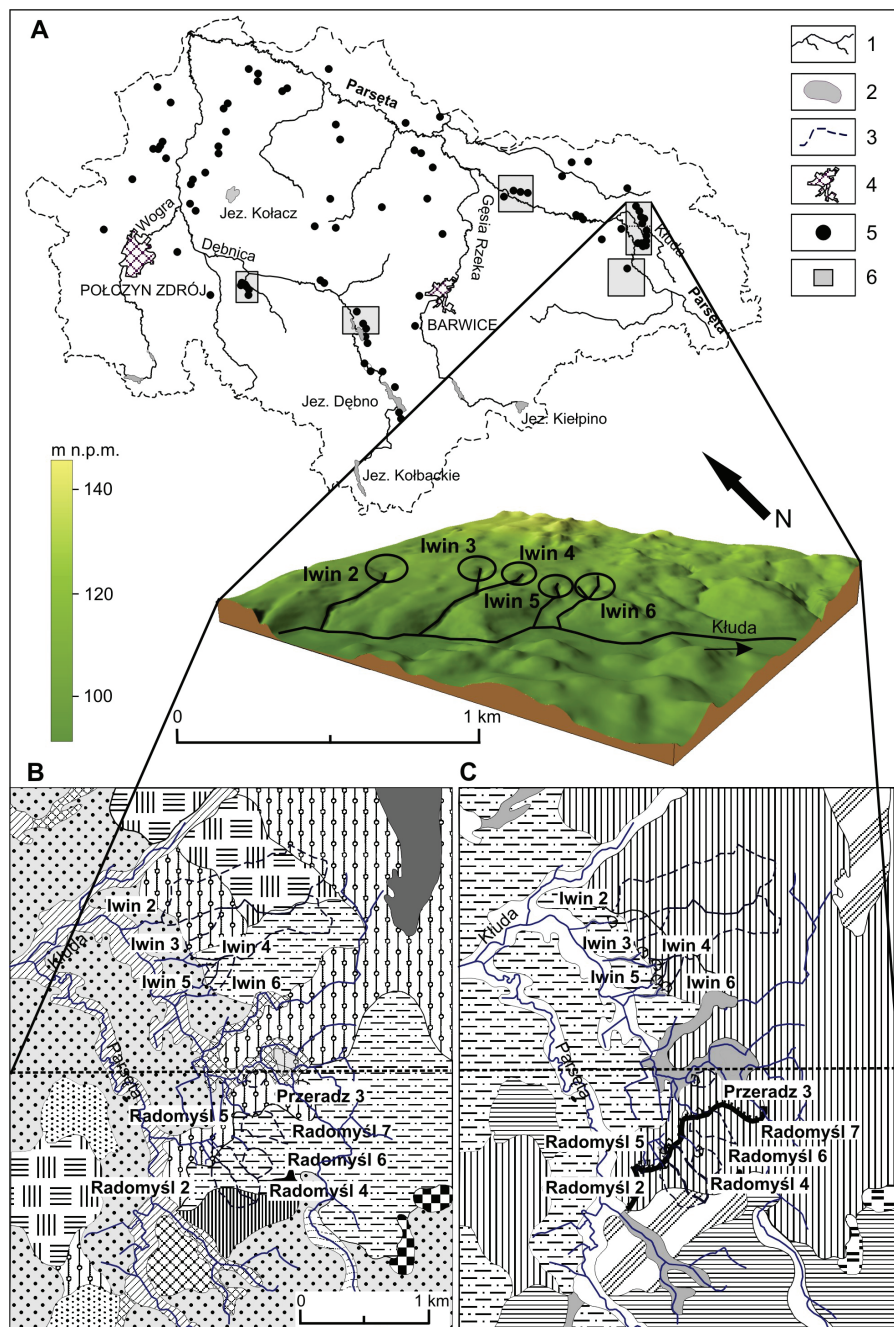 A
1
2
3
4
5
6
Parsęta
Wogra
Jez. Kołacz
Gęsia Rzeka
Kłuda
Dębnica
POŁCZYN ZDRÓJ
BARWICE
Parsęta
Jez. Dębno
Jez. Kiełpino
Jez. Kołbackie
m n.p.m.
140
120
100
N
Iwin 2
Iwin 3
Iwin 4
Iwin 5
Iwin 6
Kłuda
0 1 km
B
Iwin 2
Iwin 3
Iwin 4
Kłuda
Iwin 5
Iwin 6
Parsęta
Przeradz 3
Radomyśl 5
Radomyśl 7
Radomyśl 6
Radomyśl 2
Radomyśl 4
0 1 km
C
Iwin 2
Kłuda
Iwin 3
Iwin 4
Iwin 5
Iwin 6
Parsęta
Przeradz 3
Radomyśl 5
Radomyśl 7
Radomyśl 6
Radomyśl 2
Radomyśl 4